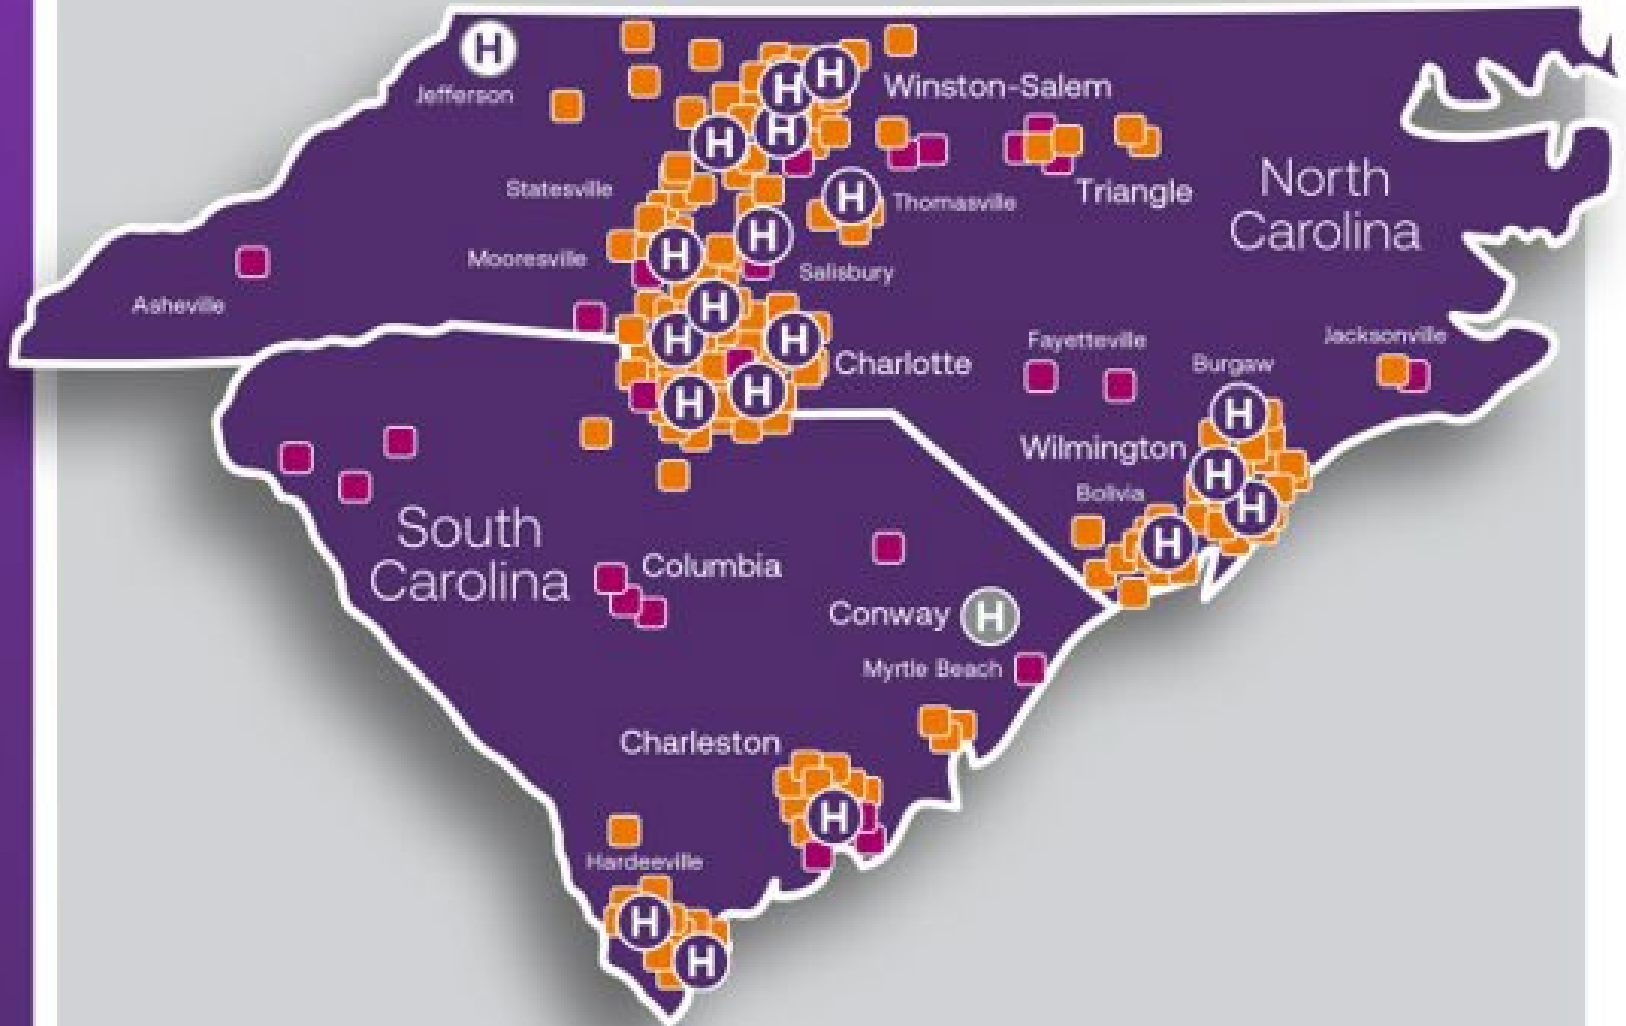 H
Jefferson
H
H
Winston-Salem
H
H
Statesville
H
Thomasville
Triangle
North
Carolina
Mooresville
H
H
Salisbury
Asheville
H
H
H
Charlotte
H
H
Fayetteville
Jacksonville
Burgaw
H
Wilmington
H
H
Bolivia
H
South
Carolina
Columbia
Conway
H
Myrtle Beach
Charleston
H
Hardeeville
H
H